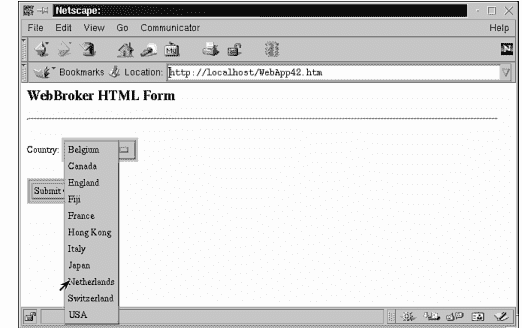 Netscape:
File Edit View Go Communicator Help
Bookmarks Location: http://localhost/WebApp42.htm
WebBroker HTML Form
Country: Belgium
Canada
England
Submit
Fiji
France
Hong Kong
Italy
Japan
Netherlands
Switzerland
USA